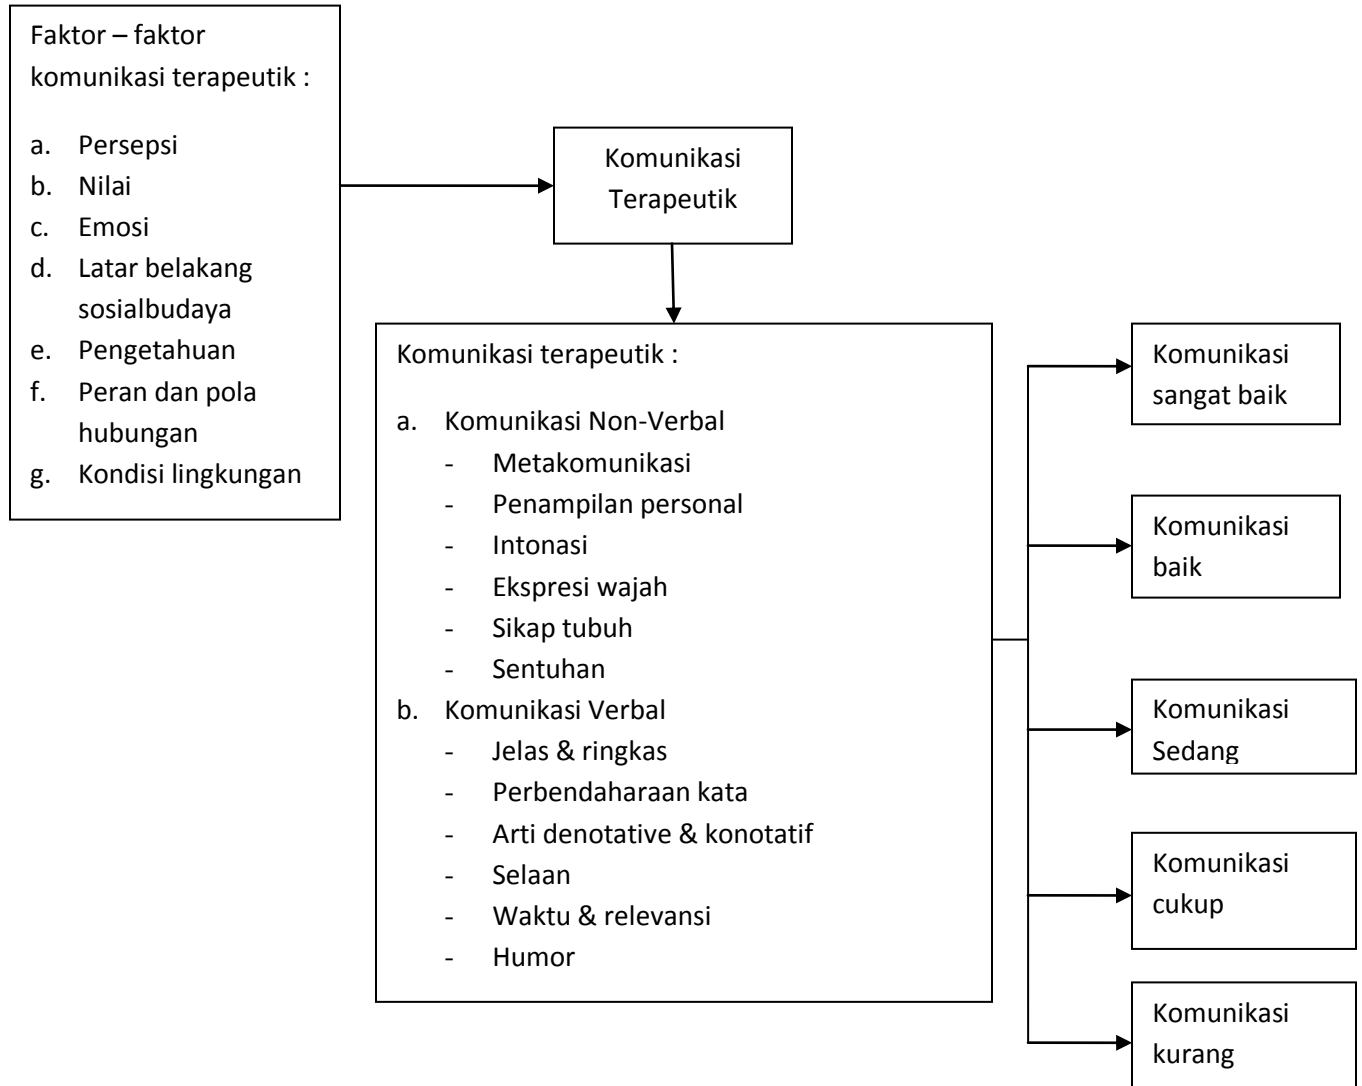 Faktor – faktor
komunikasi terapeutik :
a. Persepsi
b. Nilai
c. Emosi
d. Latar belakang
sosialbudaya
e. Pengetahuan
f. Peran dan pola
hubungan
g. Kondisi lingkungan
Komunikasi
Terapeutik
Komunikasi terapeutik :
a. Komunikasi Non-Verbal
- Metakomunikasi
- Penampilan personal
- Intonasi
- Ekspresi wajah
- Sikap tubuh
- Sentuhan
b. Komunikasi Verbal
- Jelas & ringkas
- Perbendaharaan kata
- Arti denotative & konotatif
- Selaan
- Waktu & relevansi
- Humor
Komunikasi
sangat baik
Komunikasi
baik
Komunikasi
Sedang
Komunikasi
cukup
Komunikasi
kurang